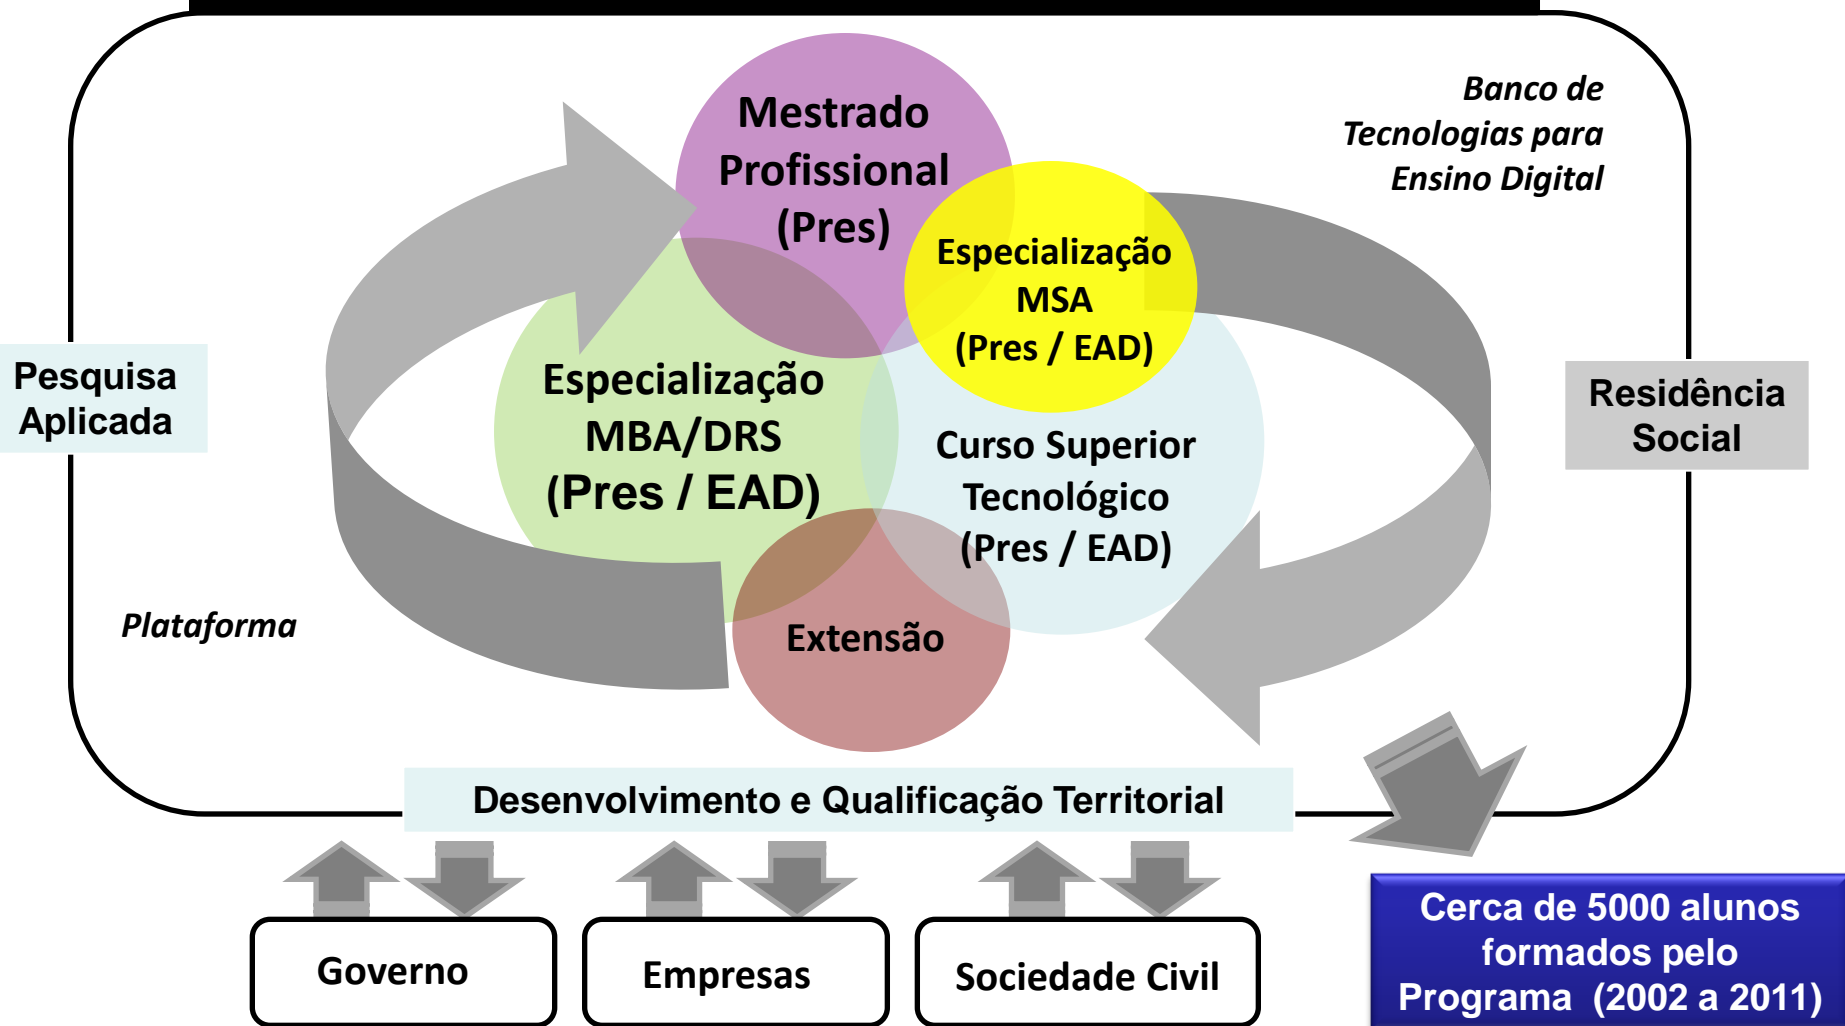 Banco de
Tecnologias para
Ensino Digital
Mestrado
Profissional
(Pres)
Especialização
MSA
(Pres / EAD)
Pesquisa
Aplicada
Especialização
MBA/DRS
(Pres / EAD)
Curso Superior
Tecnológico
(Pres / EAD)
Residência
Social
Plataforma
Extensão
Desenvolvimento e Qualificação Territorial
Governo
Empresas
Sociedade Civil
Cerca de 5000 alunos
formados pelo
Programa (2002 a 2011)